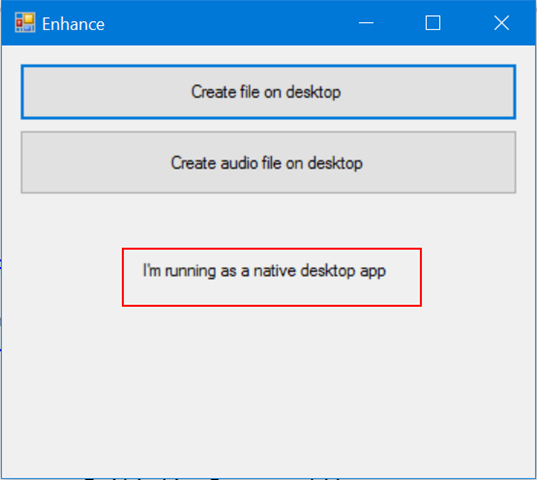 Enhance
Create file on desktop
Create audio file on desktop
I'm running as a native desktop app